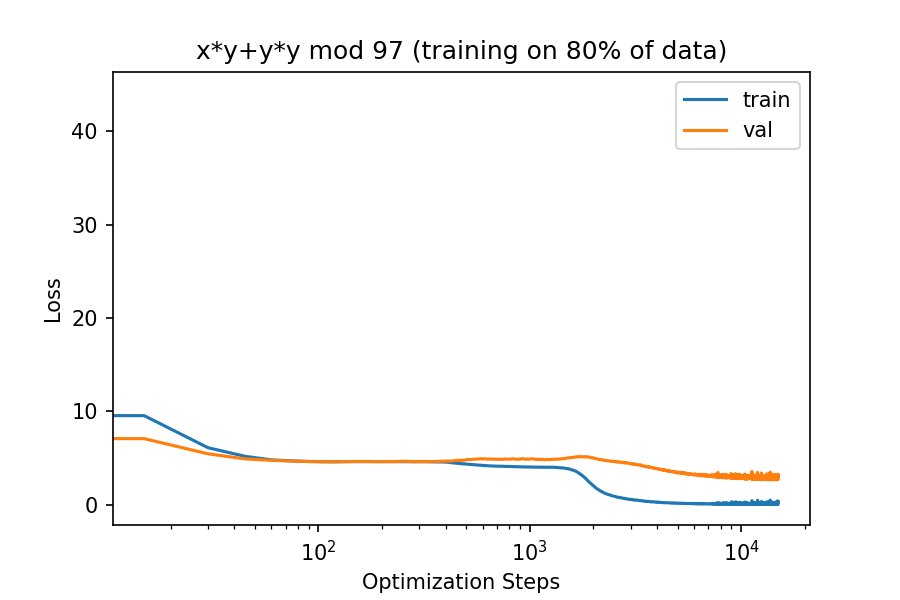 x*y+y*y mod 97 (training on 80% of data)
train
val
40
30
20
10
0
Loss
10²
10³
10⁴
Optimization Steps